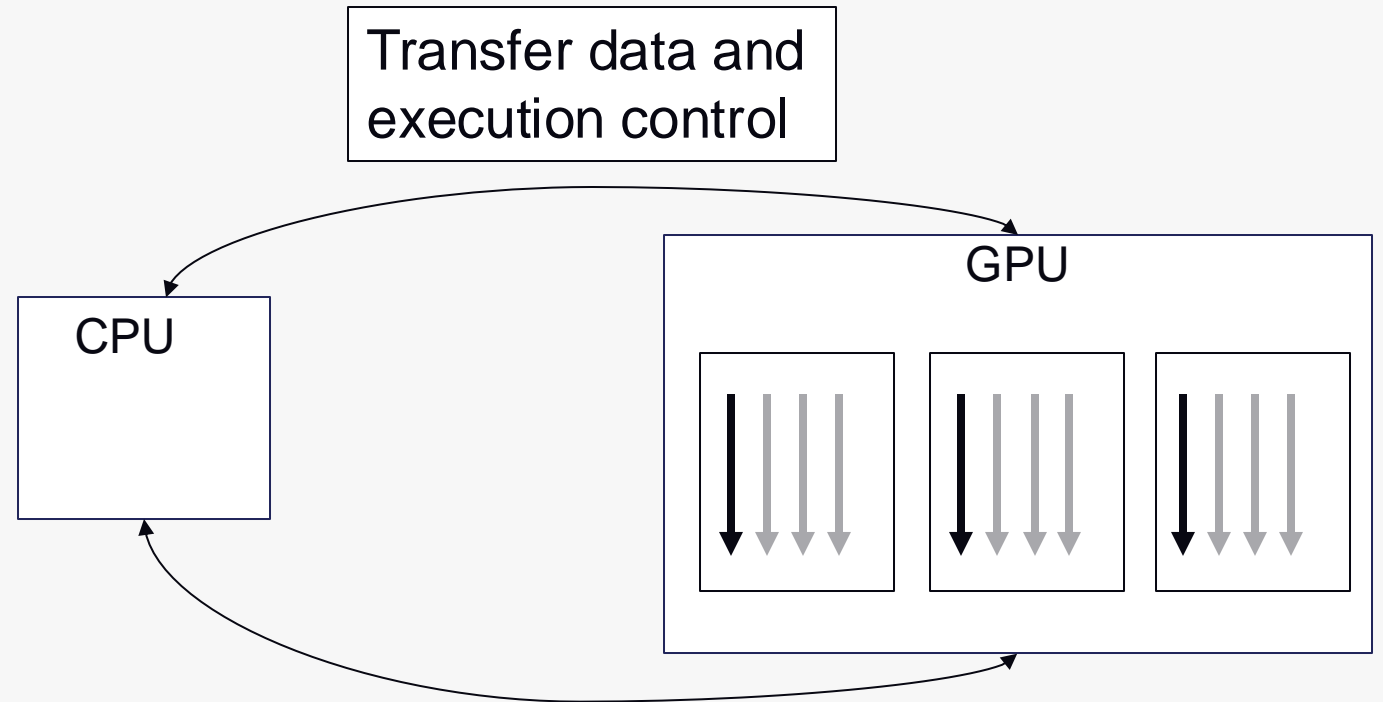 Transfer data and
execution control
GPU
CPU